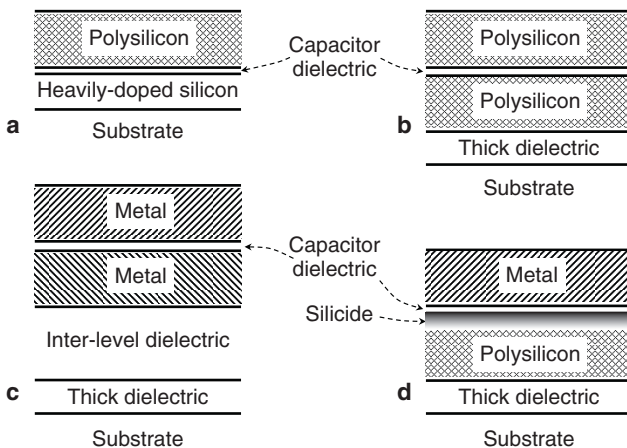 Polysilicon
Heavily-doped silicon
a
Substrate
Capacitor
dielectric
Polysilicon
Polysilicon
b
Thick dielectric
Substrate
Metal
Metal
Inter-level dielectric
c
Thick dielectric
Substrate
Capacitor
dielectric
Silicide
Metal
Polysilicon
d
Thick dielectric
Substrate